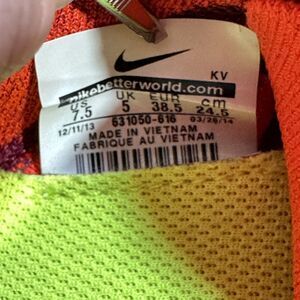 KV
nikebetterworld.com
US UK EUR cm
7.5 5 38.5 24.5
12/11/13 631050-616 03/26/14
MADE IN VIETNAM
FABRIQUE AU VIETNAM